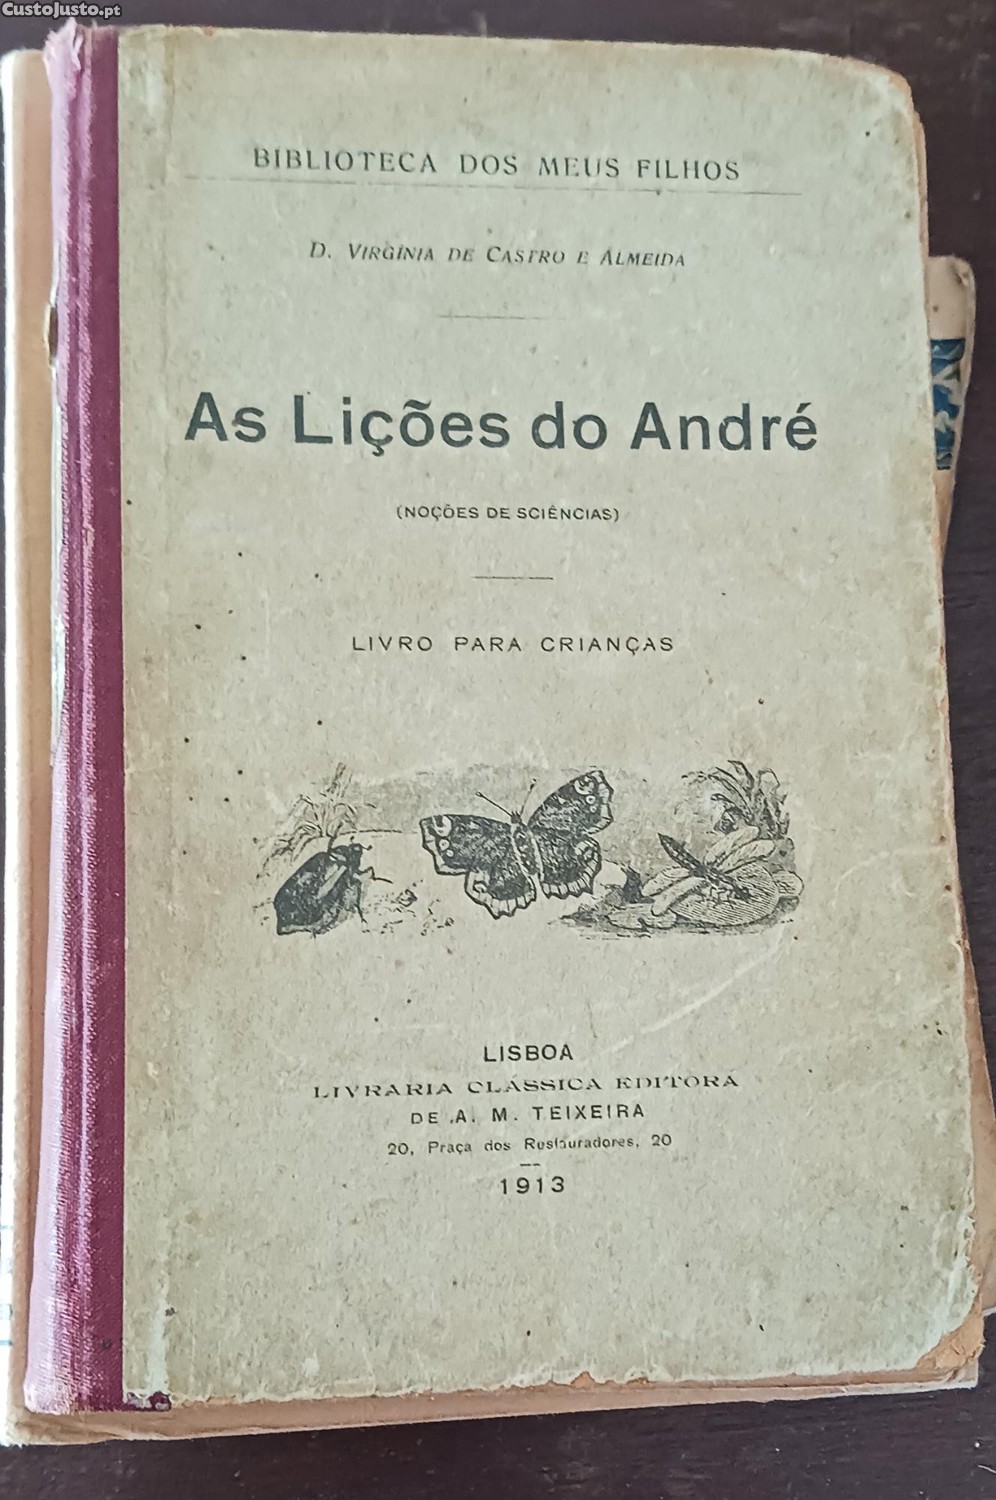 CustoJusto.pt
BIBLIOTECA DOS MEUS FILHOS
D. VIRGÍNIA DE CASTRO E ALMEIDA
As Lições do André
(NOÇÕES DE SCIÊNCIAS)
LIVRO PARA CRIANÇAS
LISBOA
LIVRARIA CLÁSSICA EDITORA
DE A. M. TEIXEIRA
20, Praça dos Restauradores, 20
1913